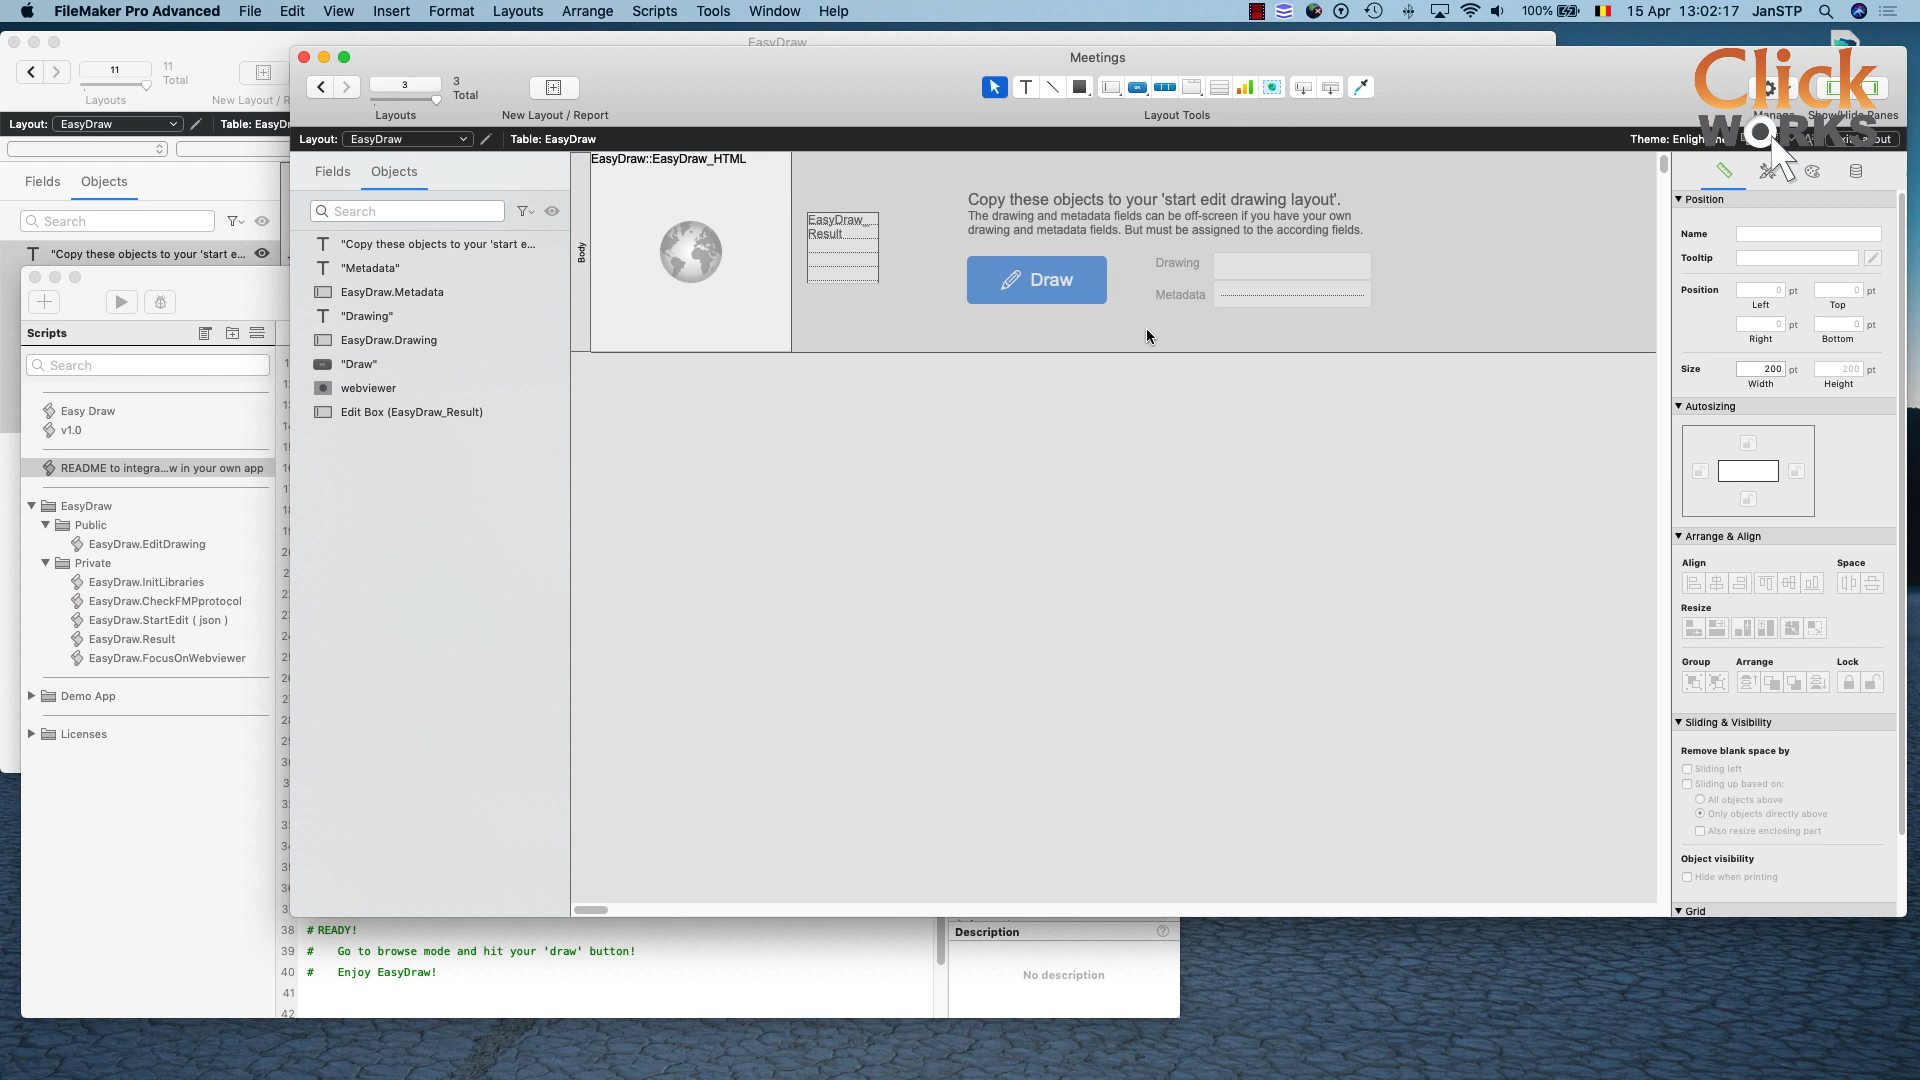 FileMaker Pro Advanced File Edit View Insert Format Layouts Arrange Scripts Tools Window Help 100% 15 Apr 13:02:17 JanSTP
EasyDraw
11
11
Total
Layouts
New Layout / R
Layout: EasyDraw Table: EasyDr
Fields Objects
Search
"Copy these objects to your 'start e...
Scripts
Search
Easy Draw
v1.0
README to integra...w in your own app
EasyDraw
Public
EasyDraw.EditDrawing
Private
EasyDraw.InitLibraries
EasyDraw.CheckFMPprotocol
EasyDraw.StartEdit ( json )
EasyDraw.Result
EasyDraw.FocusOnWebviewer
Demo App
Licenses
Meetings
3
3
Total
Layouts
New Layout / Report
Layout Tools
Click
WORKS
Layout: EasyDraw Table: EasyDraw
Fields Objects
Search
"Copy these objects to your 'start e...
"Metadata"
EasyDraw.Metadata
"Drawing"
EasyDraw.Drawing
"Draw"
webviewer
Edit Box (EasyDraw_Result)
Body
EasyDraw::EasyDraw_HTML
EasyDraw_
Result
Copy these objects to your 'start edit drawing layout'.
The drawing and metadata fields can be off-screen if you have your own
drawing and metadata fields. But must be assigned to the according fields.
Draw
Drawing
Metadata
Position
Name
Tooltip
Position 0 pt 0 pt
Left Top
0 pt 0 pt
Right Bottom
Size 200 pt 200 pt
Width Height
Autosizing
Arrange & Align
Align Space
Resize
Group Arrange Lock
Sliding & Visibility
Remove blank space by
Sliding left
Sliding up based on:
All objects above
Only objects directly above
Also resize enclosing part
Object visibility
Hide when printing
Grid
38 # READY!
39 # Go to browse mode and hit your 'draw' button!
40 # Enjoy EasyDraw!
41
42
Description
No description